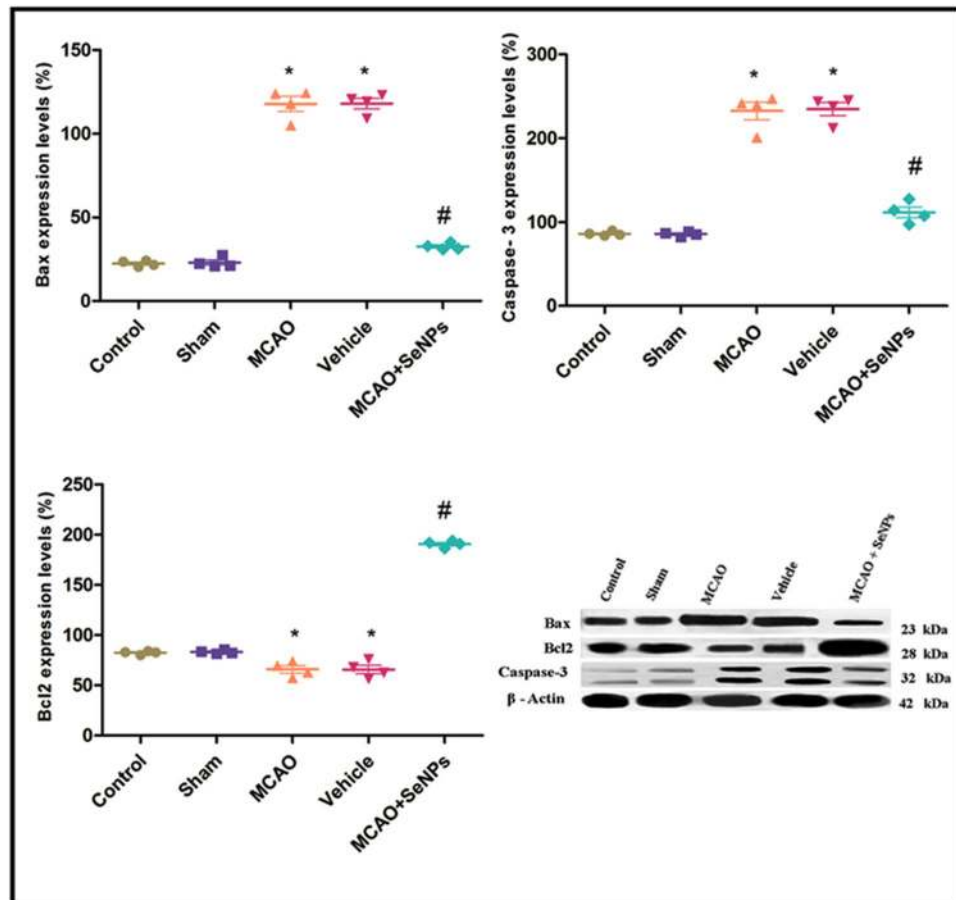 Bax expression levels (%)
150
100
50
0
*
*
#
Control
Sham
MCAO
Vehicle
MCAO+SeNPs
Caspase- 3 expression levels (%)
300
200
100
0
*
*
#
Control
Sham
MCAO
Vehicle
MCAO+SeNPs
Bcl2 expression levels (%)
250
200
150
100
50
0
*
*
#
Control
Sham
MCAO
Vehicle
MCAO+SeNPs
Control
Sham
MCAO
Vehicle
MCAO + SeNPs
Bax 23 kDa
Bcl2 28 kDa
Caspase-3 32 kDa
β - Actin 42 kDa